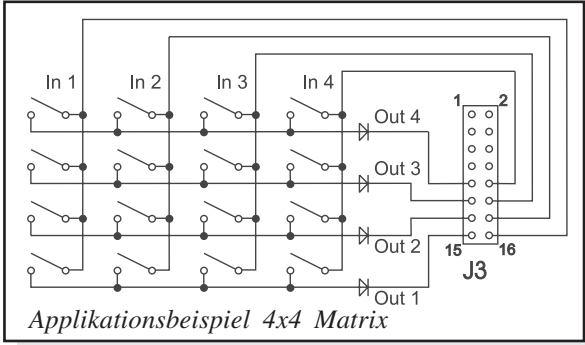 In 1 In 2 In 3 In 4
Out 4
1 2
Out 3
Out 2
15 16
J3
Out 1
Applikationsbeispiel 4x4 Matrix